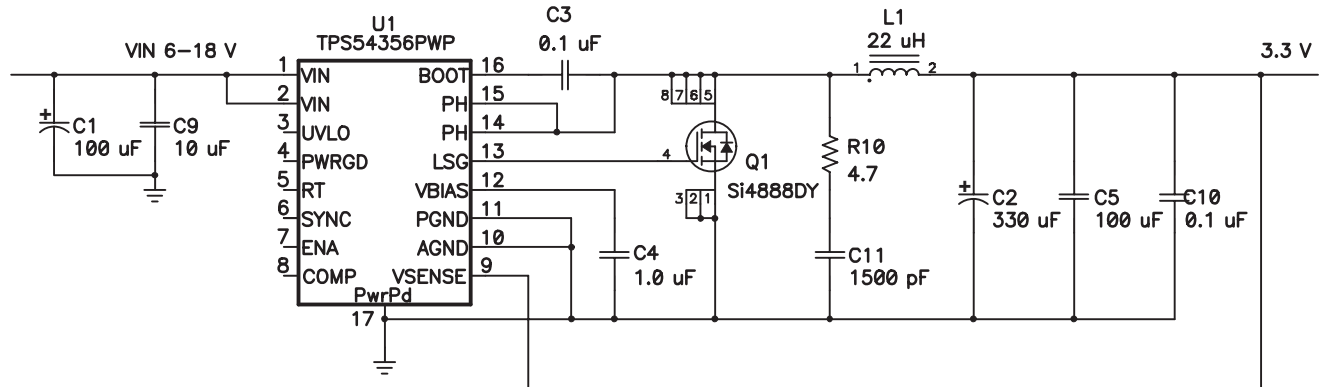 C3
0.1 uF
U1
TPS54356PWP
L1
22 uH
VIN 6-18 V
3.3 V
1 VIN BOOT 16
2 VIN PH 15
3 UVLO PH 14
4 PWRGD LSG 13
5 RT VBIAS 12
6 SYNC PGND 11
7 ENA AGND 10
8 COMP VSENSE 9
PwrPd
17
+
C1
100 uF
C9
10 uF
8 7 6 5
4
Q1
Si4888DY
3 2 1
1 2
R10
4.7
C4
1.0 uF
C11
1500 pF
+
C2
330 uF
C5
100 uF
C10
0.1 uF